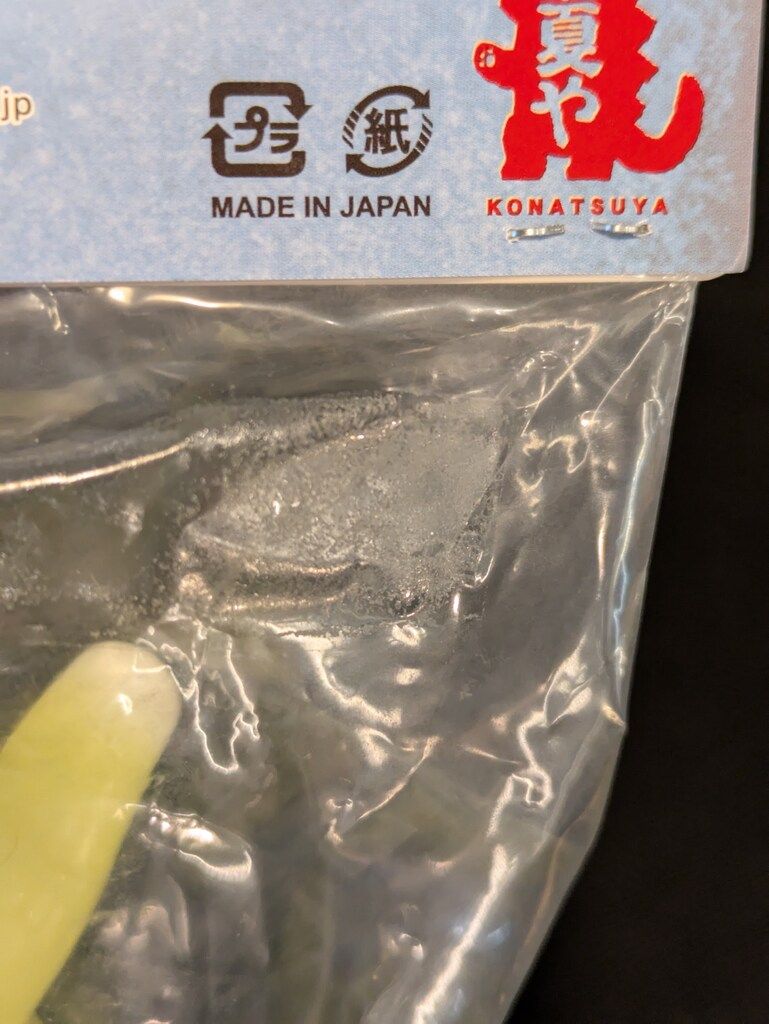 jp
プラ
紙
MADE IN JAPAN
夏や
KONATSUYA